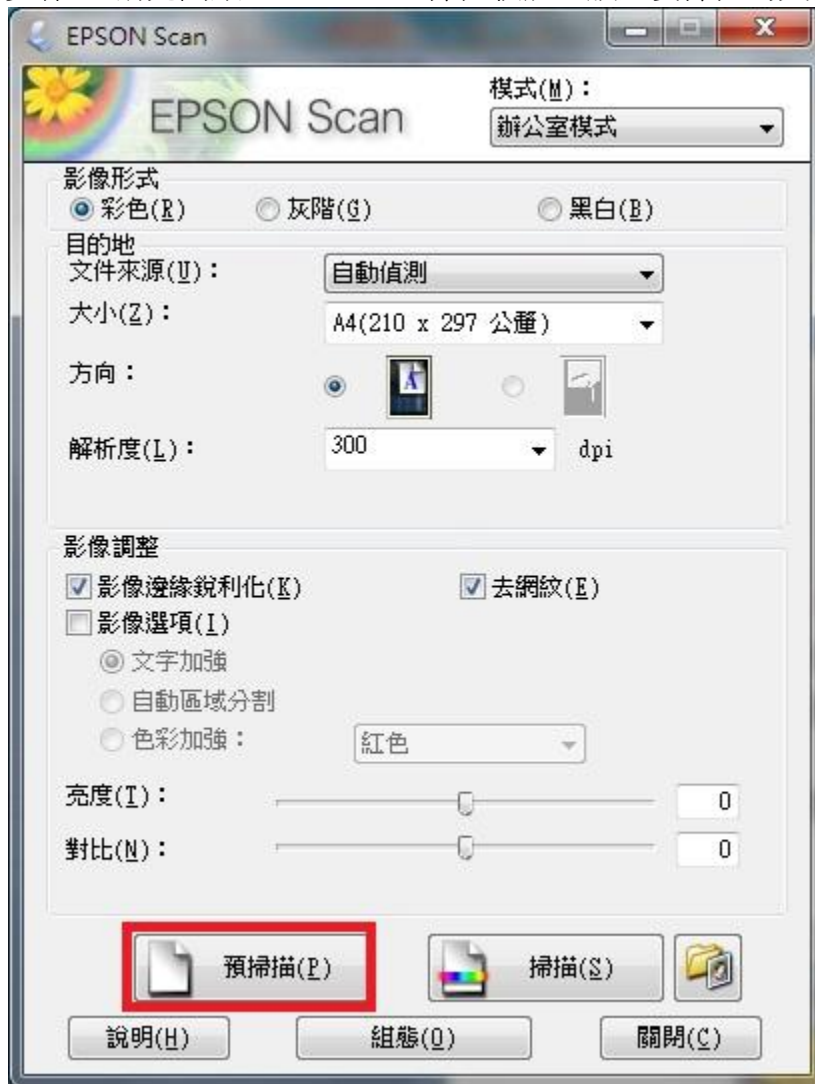 EPSON Scan
EPSON Scan
模式(M)：
辦公室模式
影像形式
彩色(R) 灰階(G) 黑白(B)
目的地
文件來源(U)： 自動偵測
大小(Z)： A4(210 x 297 公釐)
方向：
解析度(L)： 300 dpi
影像調整
影像邊緣銳利化(K) 去網紋(E)
影像選項(I)
文字加強
自動區域分割
色彩加強： 紅色
亮度(T)： 0
對比(N)： 0
預掃描(P) 掃描(S)
說明(H) 組態(O) 關閉(C)